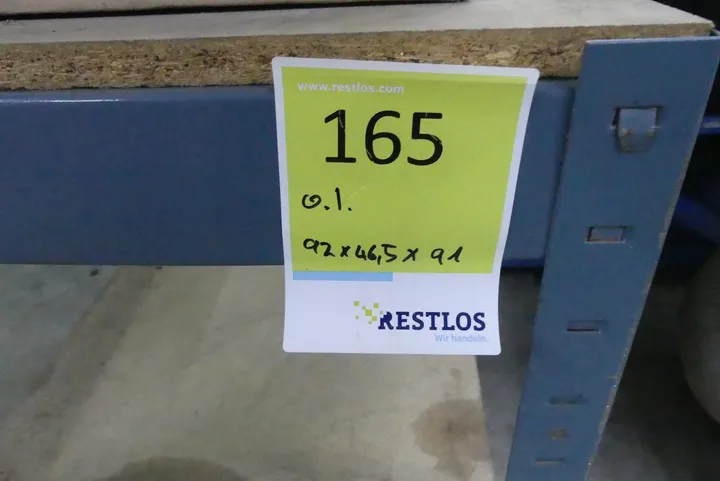 www.restlos.com
165
o.l.
92x46,5x91
RESTLOS
Wir handeln.